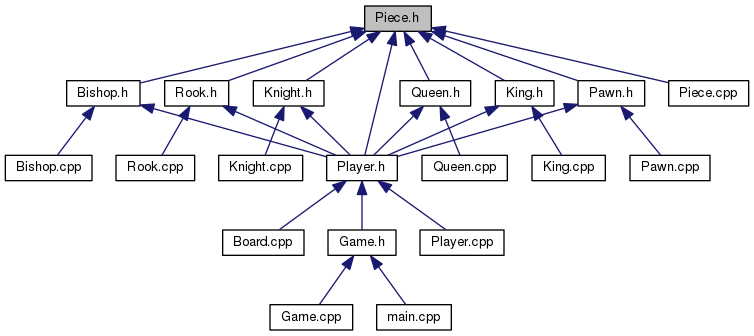 Piece.h
Bishop.h
Rook.h
Knight.h
Queen.h
King.h
Pawn.h
Piece.cpp
Bishop.cpp
Rook.cpp
Knight.cpp
Player.h
Queen.cpp
King.cpp
Pawn.cpp
Board.cpp
Game.h
Player.cpp
Game.cpp
main.cpp